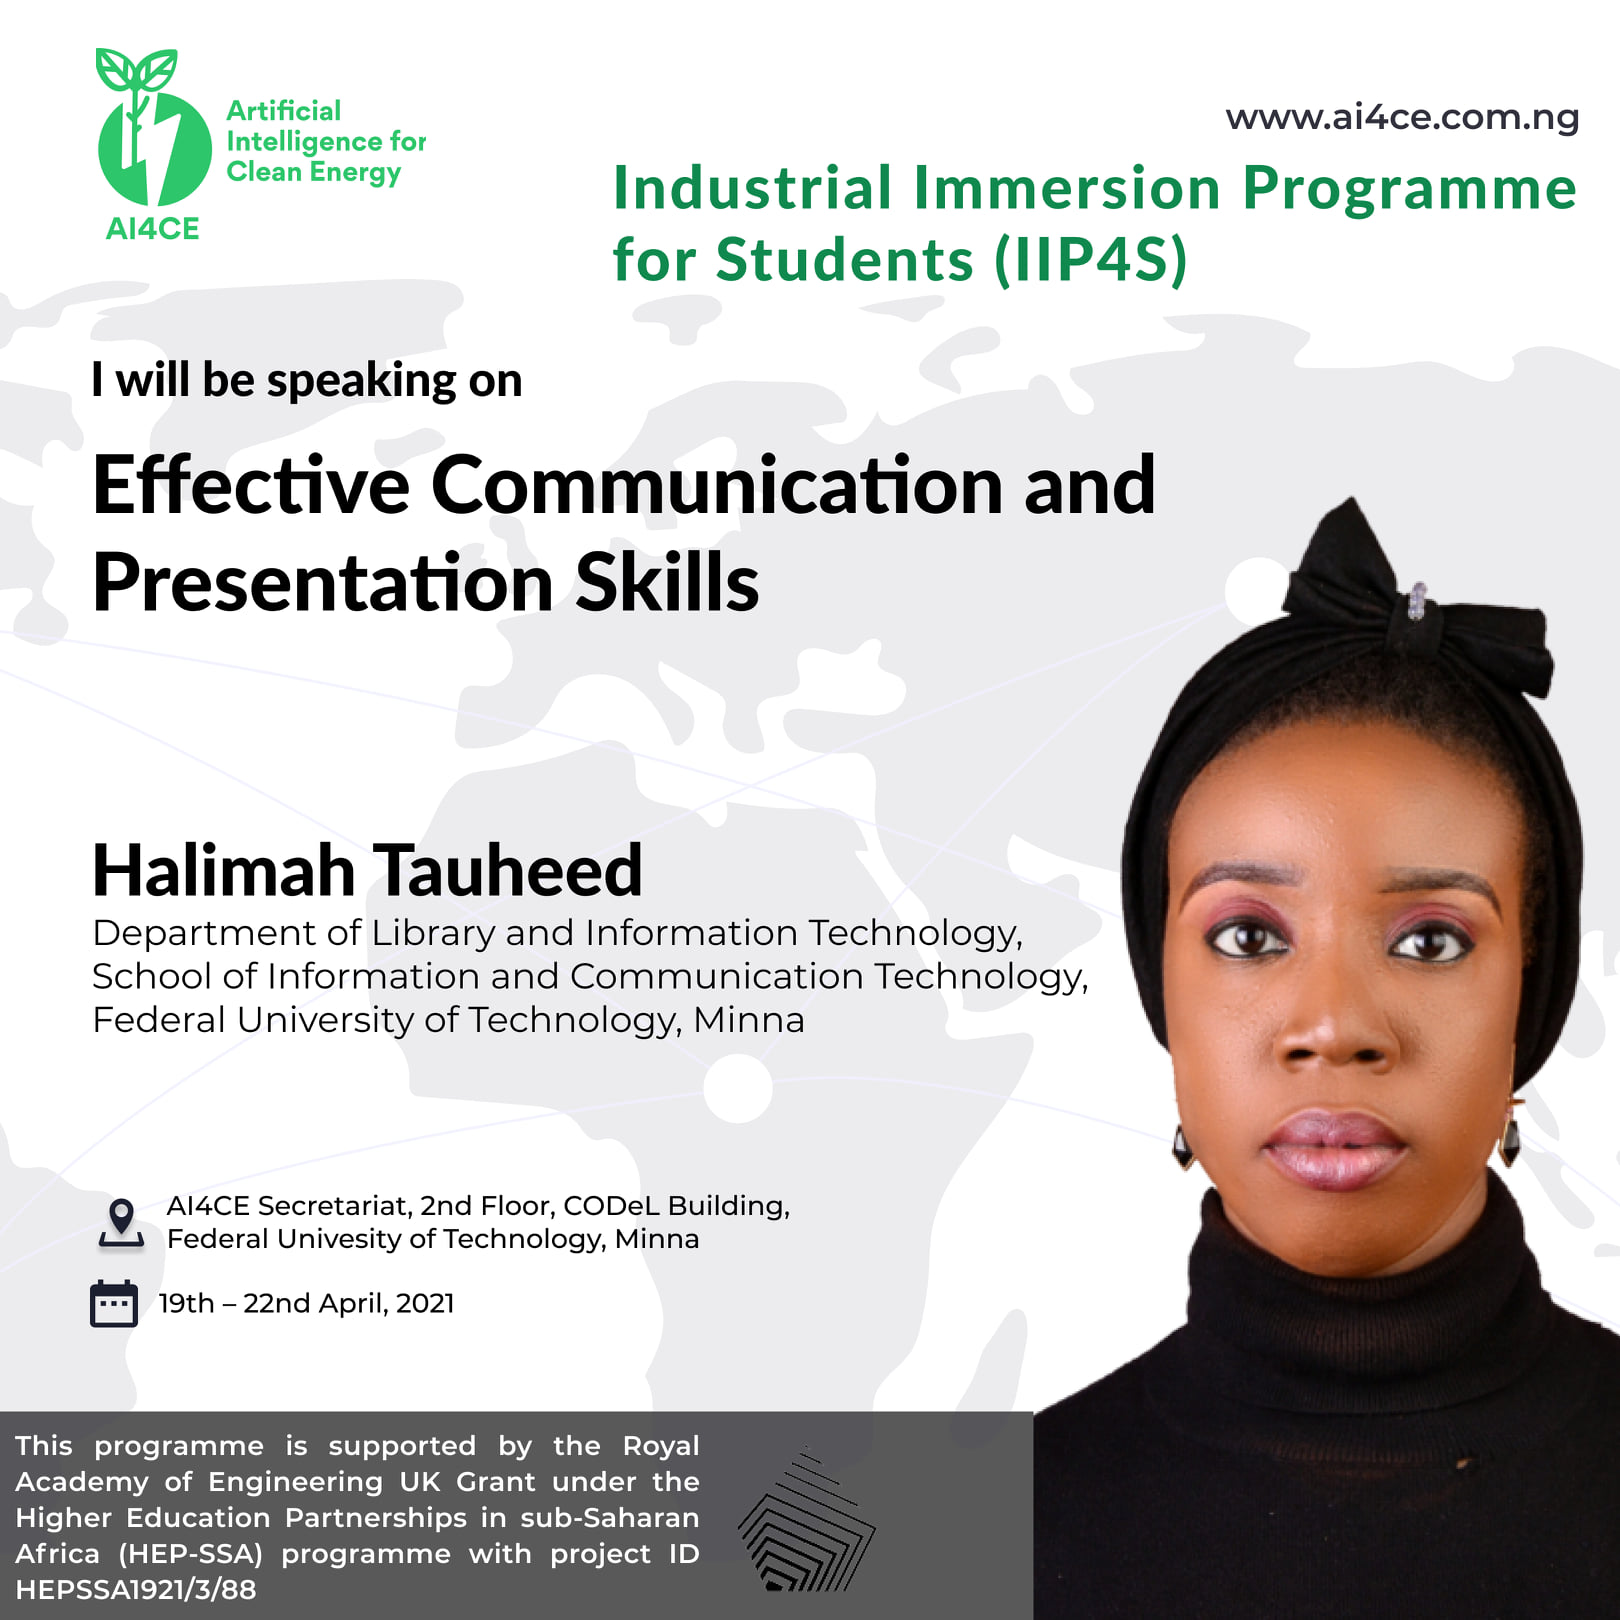 Artificial
Intelligence for
Clean Energy
AI4CE
www.ai4ce.com.ng
Industrial Immersion Programme
for Students (IIP4S)
I will be speaking on
Effective Communication and
Presentation Skills
Halimah Tauheed
Department of Library and Information Technology,
School of Information and Communication Technology,
Federal University of Technology, Minna
AI4CE Secretariat, 2nd Floor, CODeL Building,
Federal Univesity of Technology, Minna
19th – 22nd April, 2021
This programme is supported by the Royal
Academy of Engineering UK Grant under the
Higher Education Partnerships in sub-Saharan
Africa (HEP-SSA) programme with project ID
HEPSSA1921/3/88